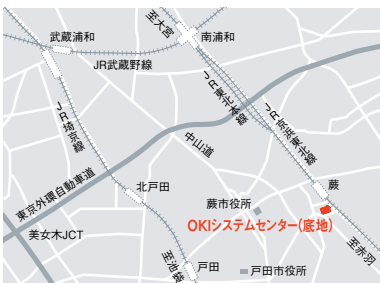 至大宮
武蔵浦和
南浦和
JR武蔵野線
JR埼京線
JR東北本線
JR京浜東北線
中山道
東京外環自動車道
北戸田
蕨
蕨市役所
OKIシステムセンター(底地)
美女木JCT
至池袋
戸田
戸田市役所
至赤羽